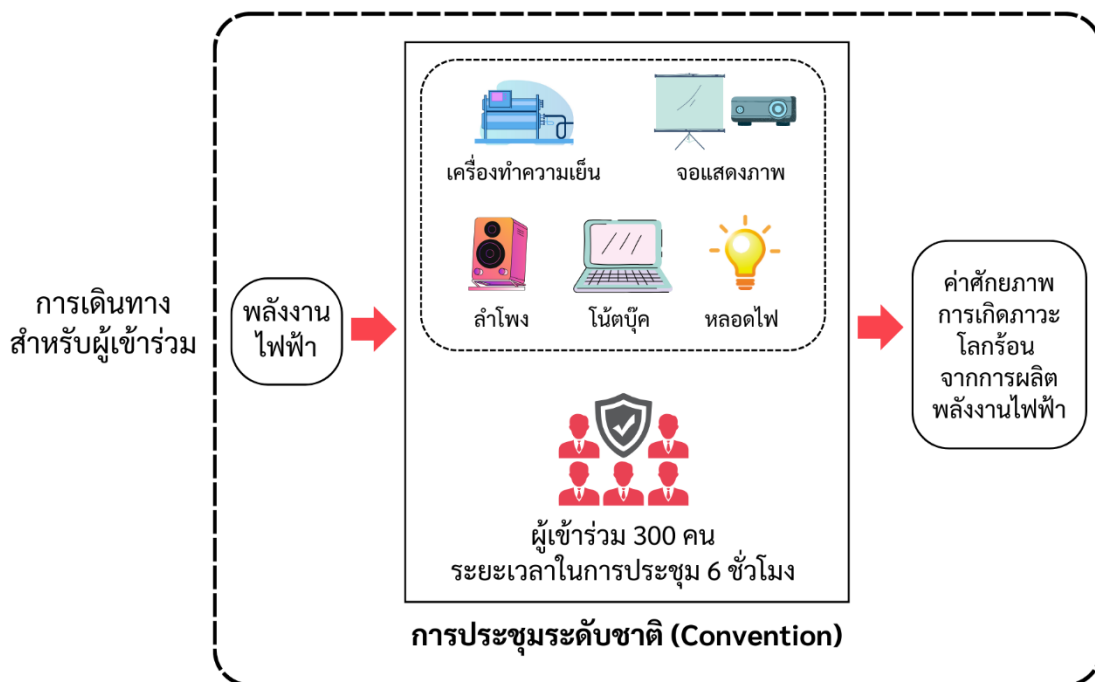 การเดินทาง
สำหรับผู้เข้าร่วม
พลังงาน
ไฟฟ้า
เครื่องทำความเย็น
จอแสดงภาพ
ลำโพง
โน้ตบุ๊ค
หลอดไฟ
ผู้เข้าร่วม 300 คน
ระยะเวลาในการประชุม 6 ชั่วโมง
การประชุมระดับชาติ (Convention)
ค่าศักยภาพ
การเกิดภาวะ
โลกร้อน
จากการผลิต
พลังงานไฟฟ้า